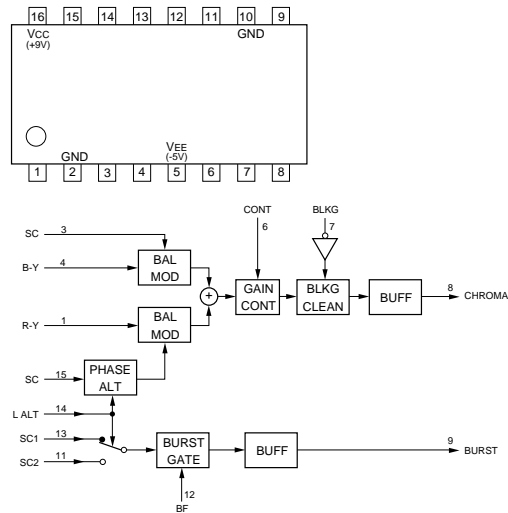 16 15 14 13 12 11 10 9
VCC GND
(+9V)
VEE
GND (-5V)
1 2 3 4 5 6 7 8
CONT BLKG
6 7
SC 3
B-Y 4 BAL MOD
+ GAIN CONT BLKG CLEAN BUFF 8 CHROMA
R-Y 1 BAL MOD
SC 15 PHASE ALT
L ALT 14
SC1 13 BURST GATE BUFF 9 BURST
SC2 11
12
BF